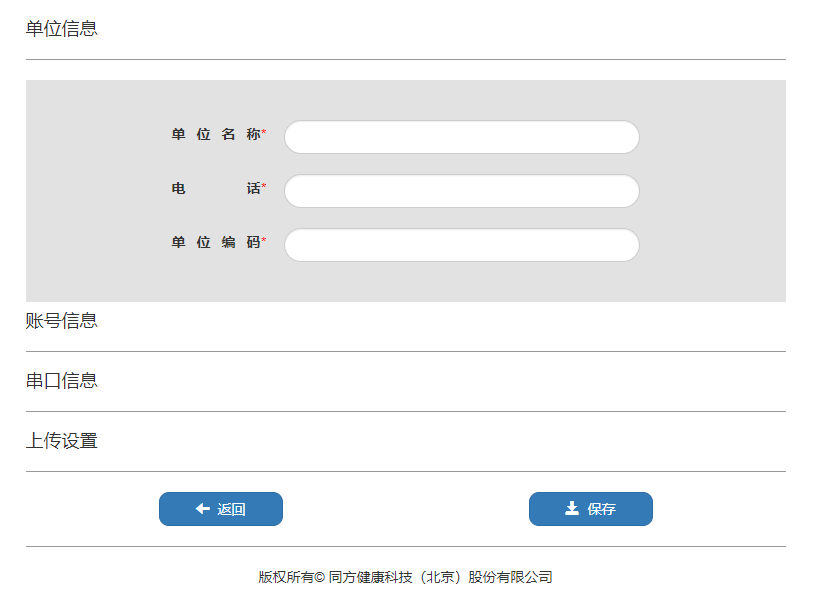 单位信息
单位名称*
电话*
单位编码*
账号信息
串口信息
上传设置
返回
保存
版权所有© 同方健康科技（北京）股份有限公司